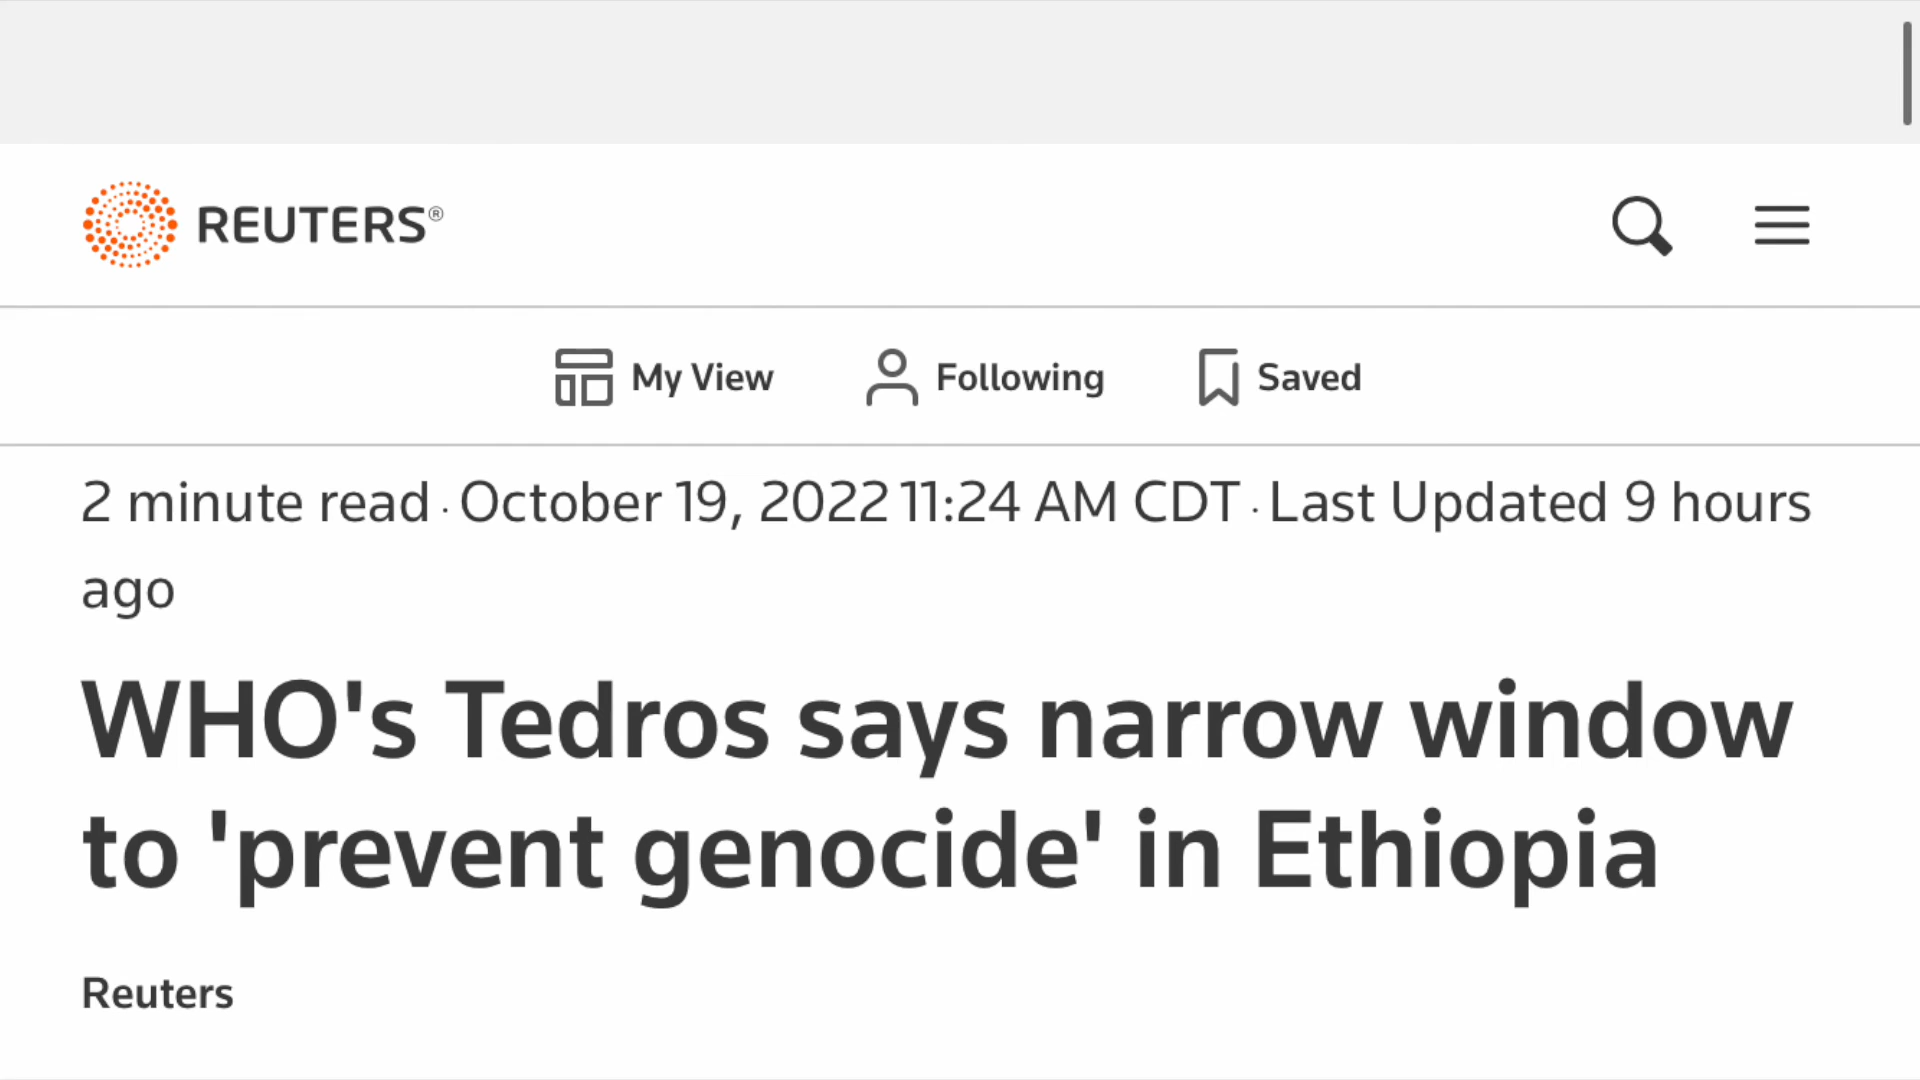 REUTERS®
My View Following Saved
2 minute read · October 19, 2022 11:24 AM CDT · Last Updated 9 hours
ago
WHO's Tedros says narrow window
to 'prevent genocide' in Ethiopia
Reuters